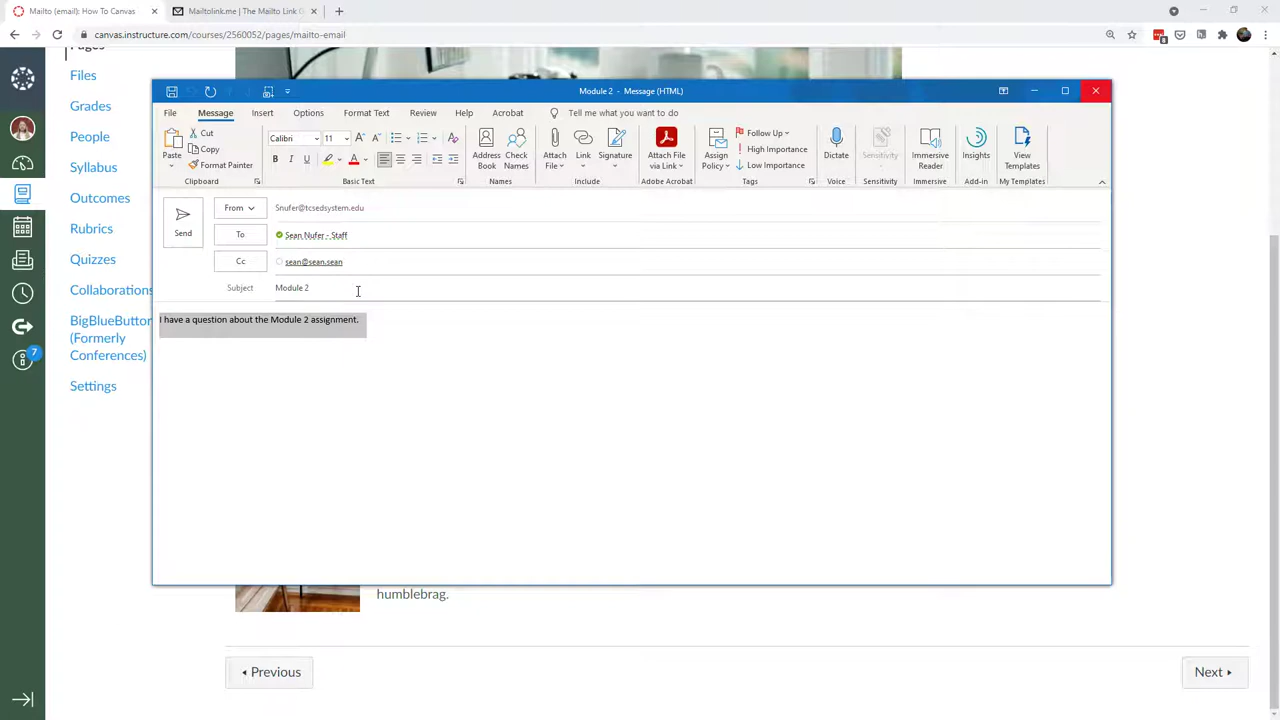 Mailto (email): How To Canvas
Mailtolink.me | The Mailto Link G
canvas.instructure.com/courses/2560052/pages/mailto-email
8
Pages
Files
Grades
People
Syllabus
Outcomes
Rubrics
Quizzes
Collaborations
BigBlueButton
(Formerly
Conferences)
Settings
7
Module 2 - Message (HTML)
File
Message
Insert
Options
Format Text
Review
Help
Acrobat
Tell me what you want to do
Paste
Cut
Copy
Format Painter
Clipboard
Calibri
11
Basic Text
Address Book
Check Names
Names
Attach File
Link
Signature
Include
Attach File via Link
Adobe Acrobat
Assign Policy
Follow Up
High Importance
Low Importance
Tags
Dictate
Voice
Sensitivity
Sensitivity
Immersive Reader
Immersive
Insights
Add-in
View Templates
My Templates
Send
From
Snufer@tcsedsystem.edu
To
Sean Nufer - Staff
Cc
sean@sean.sean
Subject
Module 2
I have a question about the Module 2 assignment.
humblebrag.
Previous
Next